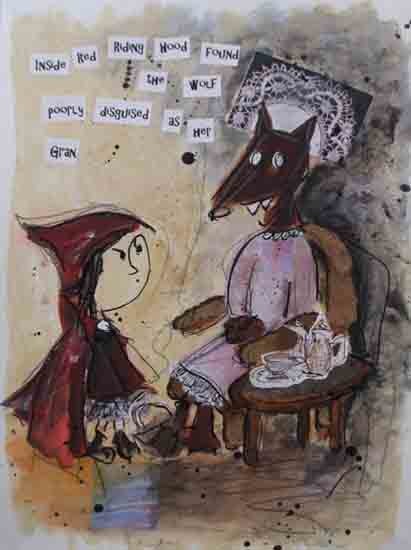 Inside Red Riding Hood Found
the Wolf
poorly disguised as Her
Gran